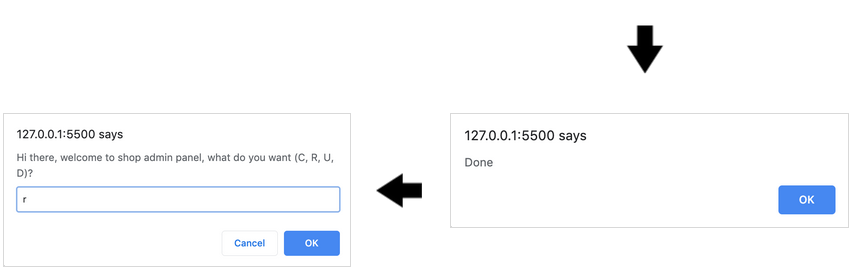 127.0.0.1:5500 says
Hi there, welcome to shop admin panel, what do you want (C, R, U,
D)?
r
Cancel
OK
127.0.0.1:5500 says
Done
OK